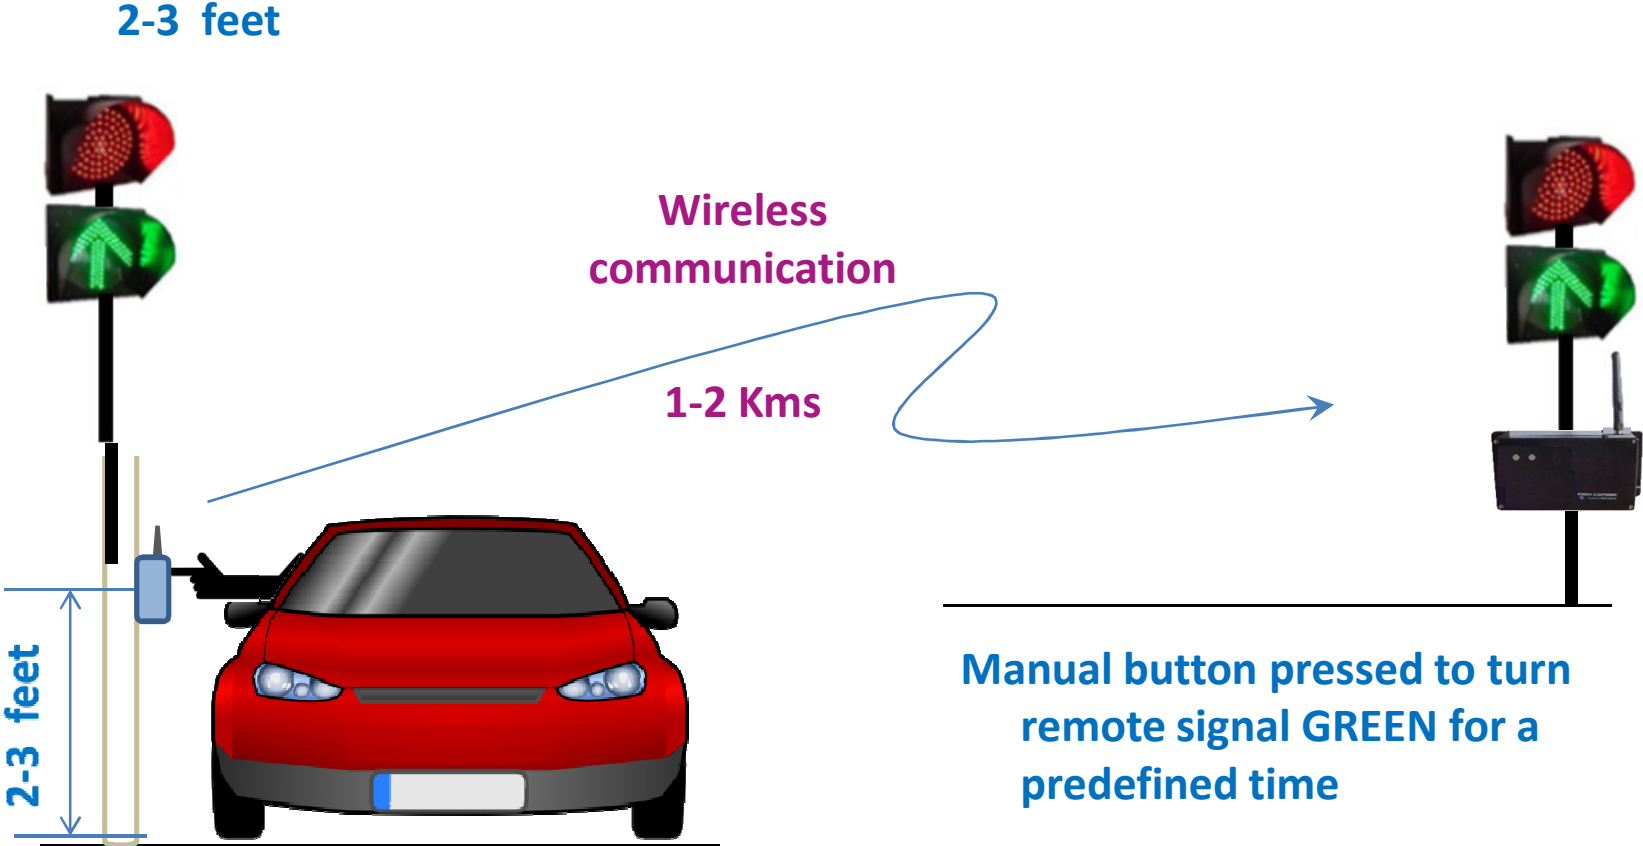 2-3 feet
Wireless
communication
1-2 Kms
2-3 feet
Manual button pressed to turn
remote signal GREEN for a
predefined time